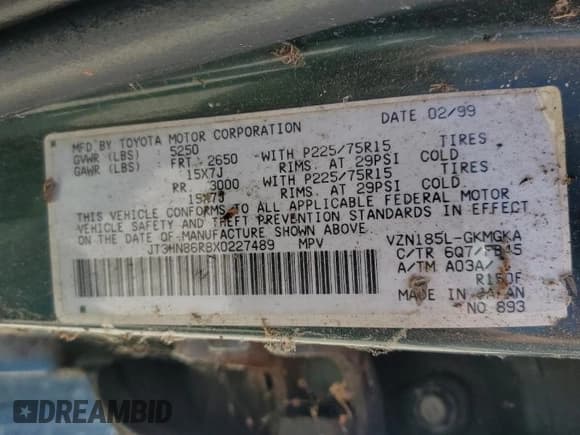 MFD. BY TOYOTA MOTOR CORPORATION DATE 02/99
GVWR (LBS) 5250
GAWR (LBS) FRT 2650 WITH P225/75R15 TIRES
15X7J RIMS. AT 29PSI COLD
RR. 3000 WITH P225/75R15 TIRES
15X7J RIMS. AT 29PSI COLD.
THIS VEHICLE CONFORMS TO ALL APPLICABLE FEDERAL MOTOR
VEHICLE SAFETY AND THEFT PREVENTION STANDARDS IN EFFECT
ON THE DATE OF MANUFACTURE SHOWN ABOVE.
JT3HN86R8X0227489 MPV VZN185L-GKMGKA
C/TR 6Q7/
A/TM A03A/
R150F
MADE IN JAPAN
NO 893
DREAMBID